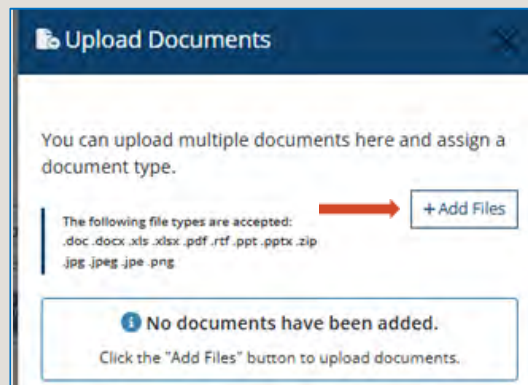 Upload Documents
You can upload multiple documents here and assign a
document type.
+ Add Files
The following file types are accepted:
.doc .docx .xls .xlsx .pdf .rtf .ppt .pptx .zip
.jpg .jpeg .jpe .png
No documents have been added.
Click the "Add Files" button to upload documents.